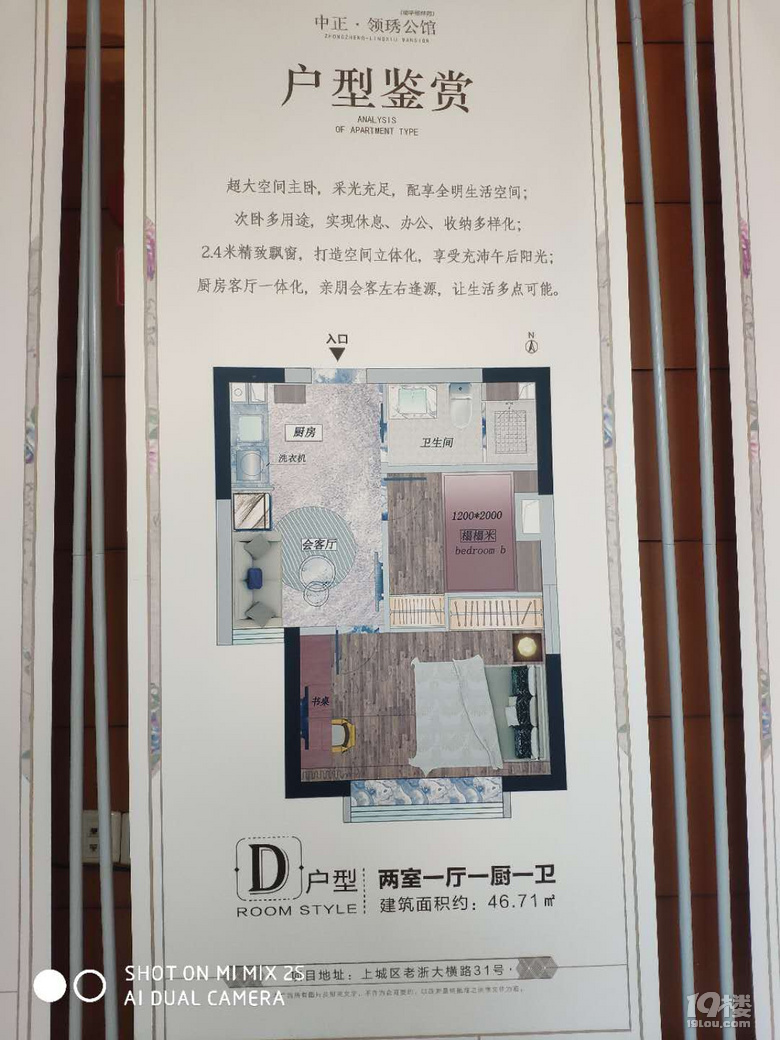 中正·领琇公馆
ZHONGZHENG·LINGXIU MANSION
户型鉴赏
ANALYSIS
OF APARTMENT TYPE
超大空间主卧，采光充足，配享全明生活空间；
次卧多用途，实现休息、办公、收纳多样化；
2.4米精致飘窗，打造空间立体化，享受充沛午后阳光；
厨房客厅一体化，亲朋会客左右逢源，让生活多点可能。
入口
N
厨房
卫生间
洗衣机
1200*2000
榻榻米
bedroom b
会客厅
书桌
D户型
ROOM STYLE
两室一厅一厨一卫
建筑面积约：46.71㎡
项目地址：上城区老浙大横路31号
SHOT ON MI MIX 2S
AI DUAL CAMERA
19楼
19lou.com